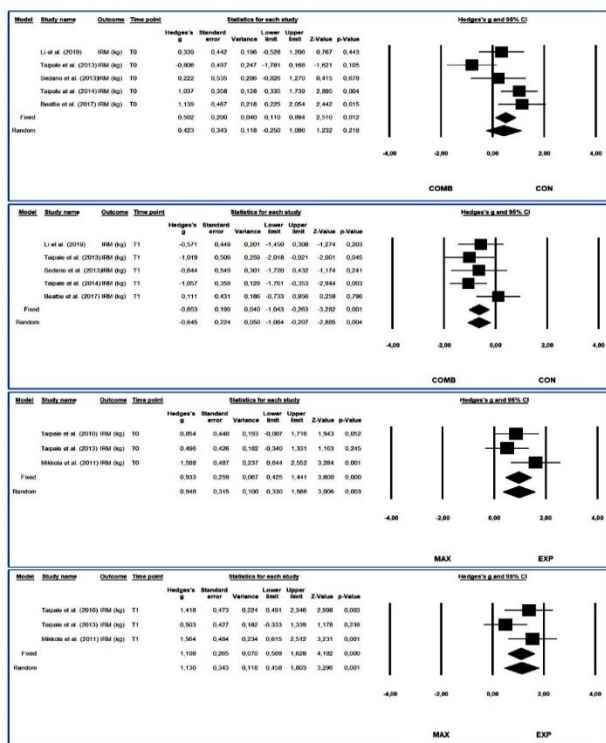 Model Study name Outcome Time point Statistics for each study Hedges's g and 95% CI
Hedges's g Standard error Variance Lower limit Upper limit Z-Value p-Value
Li et al. (2019) IRM (kg) T0 0,339 0,442 0,196 -0,528 1,206 0,767 0,443
Taipale et al. (2013) IRM (kg) T0 -0,806 0,497 0,247 -1,781 0,168 -1,621 0,105
Sedano et al. (2013) IRM (kg) T0 0,222 0,535 0,286 -0,826 1,270 0,415 0,678
Taipale et al. (2014) IRM (kg) T0 1,037 0,358 0,128 0,335 1,739 2,895 0,004
Beattie et al. (2017) IRM (kg) T0 1,139 0,467 0,218 0,225 2,054 2,442 0,015
Fixed 0,502 0,200 0,040 0,110 0,894 2,510 0,012
Random 0,423 0,343 0,118 -0,250 1,096 1,232 0,218
-4,00 -2,00 0,00 2,00 4,00
COMB CON
Model Study name Outcome Time point Statistics for each study Hedges's g and 95% CI
Hedges's g Standard error Variance Lower limit Upper limit Z-Value p-Value
Li et al. (2019) IRM (kg) T1 -0,571 0,449 0,201 -1,450 0,308 -1,274 0,203
Taipale et al. (2013) IRM (kg) T1 -1,019 0,509 0,259 -2,018 -0,021 -2,001 0,045
Sedano et al. (2013) IRM (kg) T1 -0,644 0,549 0,301 -1,720 0,432 -1,174 0,241
Taipale et al. (2014) IRM (kg) T1 -1,057 0,359 0,129 -1,761 -0,353 -2,944 0,003
Beattie et al. (2017) IRM (kg) T1 0,111 0,431 0,186 -0,733 0,956 0,259 0,796
Fixed -0,653 0,199 0,040 -1,043 -0,263 -3,282 0,001
Random -0,645 0,224 0,050 -1,084 -0,207 -2,885 0,004
-4,00 -2,00 0,00 2,00 4,00
COMB CON
Model Study name Outcome Time point Statistics for each study Hedges's g and 95% CI
Hedges's g Standard error Variance Lower limit Upper limit Z-Value p-Value
Taipale et al. (2010) IRM (kg) T0 0,854 0,440 0,193 -0,007 1,716 1,943 0,052
Taipale et al. (2013) IRM (kg) T0 0,496 0,426 0,182 -0,340 1,331 1,163 0,245
Mikkola et al. (2011) IRM (kg) T0 1,598 0,487 0,237 0,644 2,552 3,284 0,001
Fixed 0,933 0,259 0,067 0,425 1,441 3,600 0,000
Random 0,948 0,315 0,100 0,330 1,566 3,006 0,003
-4,00 -2,00 0,00 2,00 4,00
MAX EXP
Model Study name Outcome Time point Statistics for each study Hedges's g and 95% CI
Hedges's g Standard error Variance Lower limit Upper limit Z-Value p-Value
Taipale et al. (2010) IRM (kg) T1 1,418 0,473 0,224 0,491 2,346 2,998 0,003
Taipale et al. (2013) IRM (kg) T1 0,503 0,427 0,182 -0,333 1,339 1,178 0,239
Mikkola et al. (2011) IRM (kg) T1 1,564 0,484 0,234 0,615 2,512 3,231 0,001
Fixed 1,108 0,265 0,070 0,589 1,628 4,182 0,000
Random 1,130 0,343 0,118 0,458 1,803 3,296 0,001
-4,00 -2,00 0,00 2,00 4,00
MAX EXP